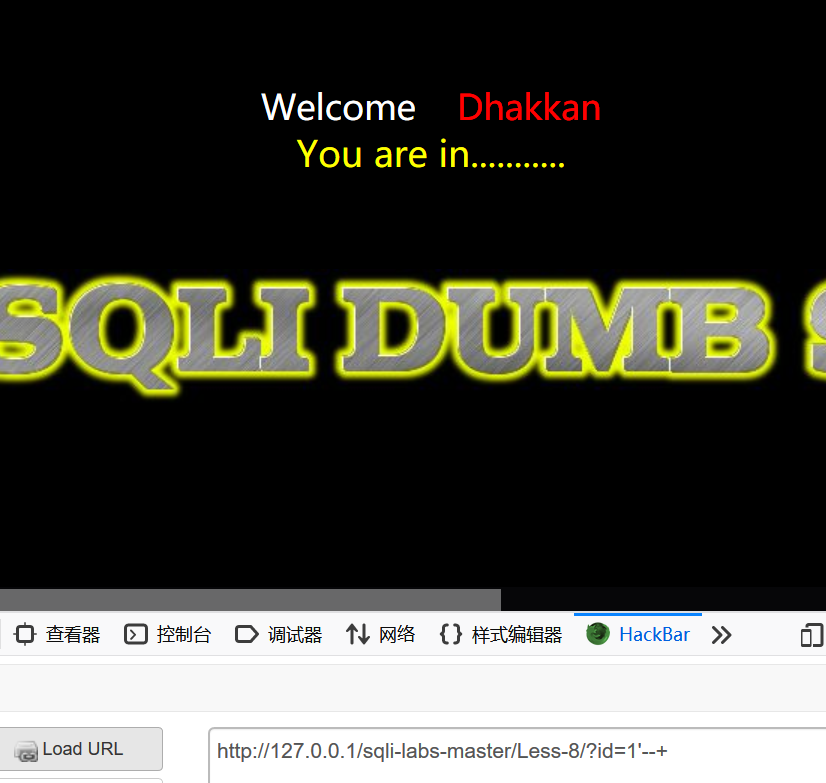 Welcome Dhakkan
You are in...........
SQLI DUMB S
查看器 控制台 调试器 网络 样式编辑器 HackBar
Load URL
http://127.0.0.1/sqli-labs-master/Less-8/?id=1'--+